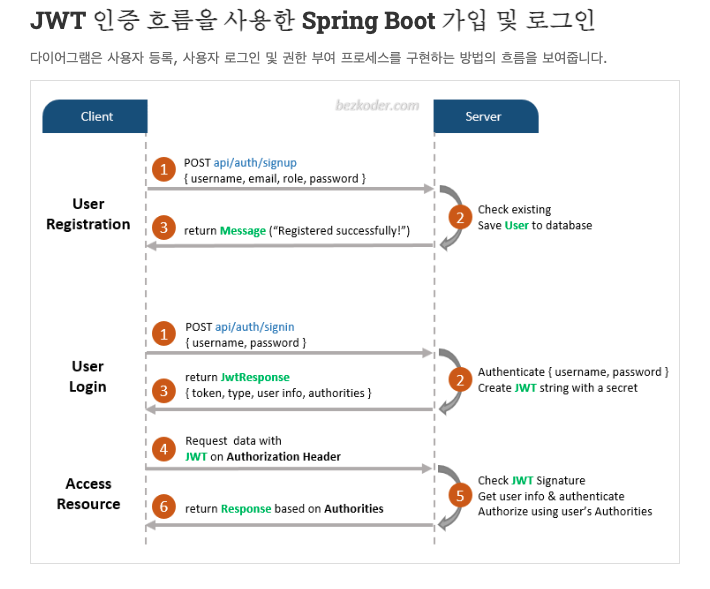 JWT 인증 흐름을 사용한 Spring Boot 가입 및 로그인
다이어그램은 사용자 등록, 사용자 로그인 및 권한 부여 프로세스를 구현하는 방법의 흐름을 보여줍니다.
bezkoder.com
Client
Server
User
Registration
1
POST api/auth/signup
{ username, email, role, password }
2
Check existing
Save User to database
3
return Message (“Registered successfully!”)
User
Login
1
POST api/auth/signin
{ username, password }
2
Authenticate { username, password }
Create JWT string with a secret
3
return JwtResponse
{ token, type, user info, authorities }
Access
Resource
4
Request data with
JWT on Authorization Header
5
Check JWT Signature
Get user info & authenticate
Authorize using user’s Authorities
6
return Response based on Authorities